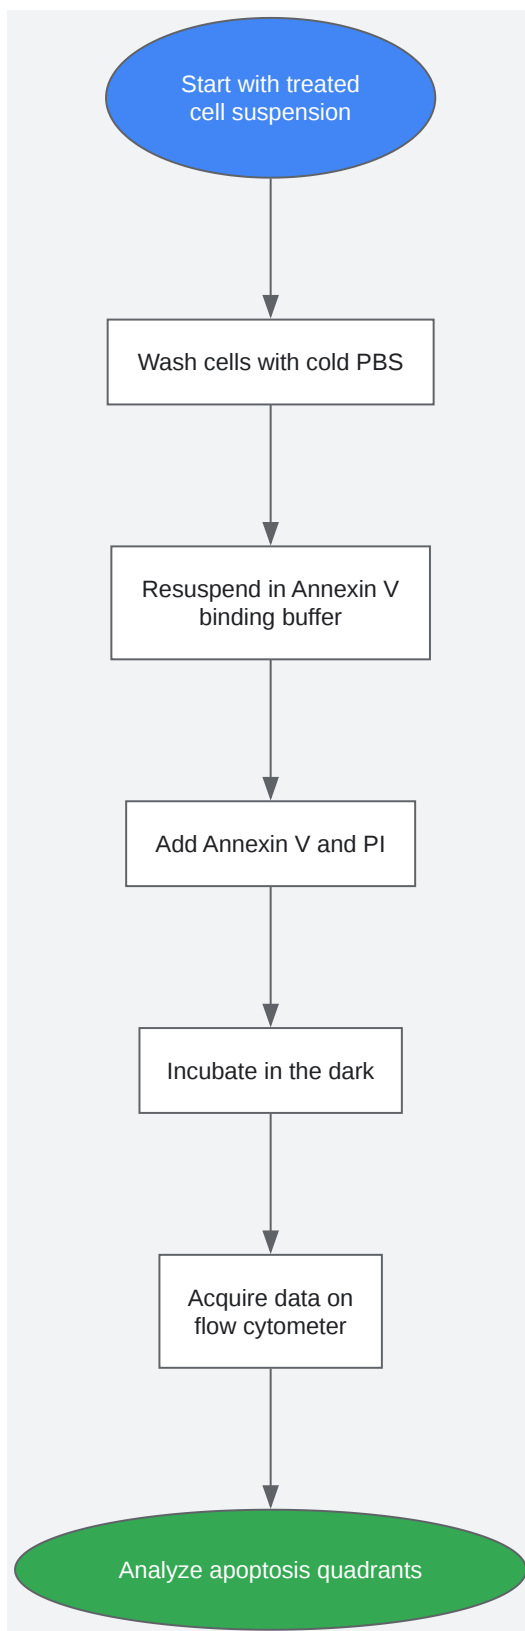 Start with treated
cell suspension
Wash cells with cold PBS
Resuspend in Annexin V
binding buffer
Add Annexin V and PI
Incubate in the dark
Acquire data on
flow cytometer
Analyze apoptosis quadrants